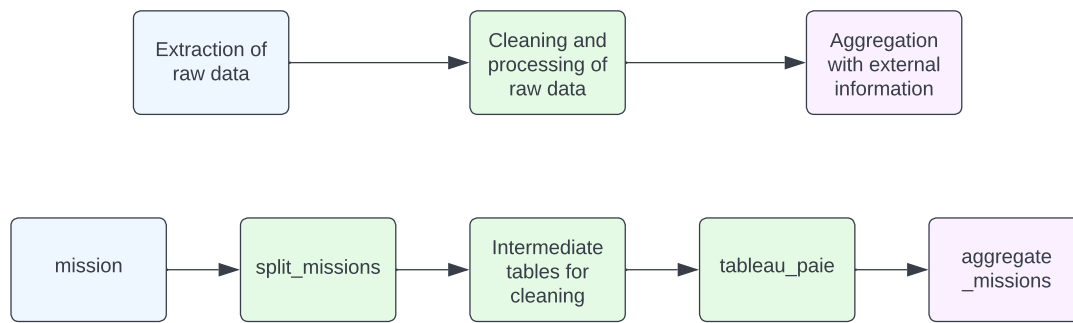 Extraction of
raw data
Cleaning and
processing of
raw data
Aggregation
with external
information
mission
split_missions
Intermediate
tables for
cleaning
tableau_paie
aggregate
_missions